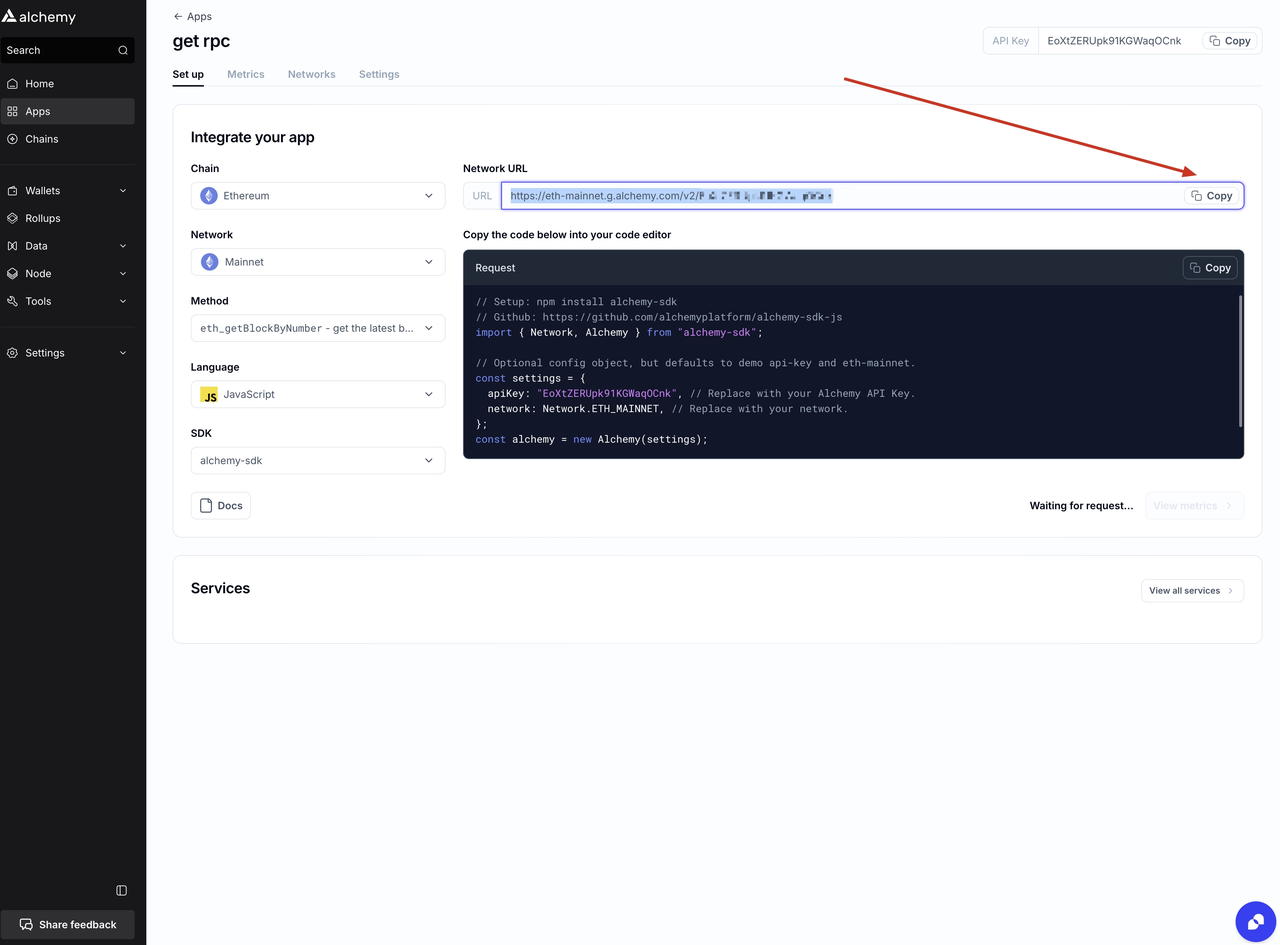 alchemy
Search
Home
Apps
Chains
Wallets
Rollups
Data
Node
Tools
Settings
Share feedback
← Apps
get rpc
API Key EoXtZERUpk91KGWaqOCnk Copy
Set up Metrics Networks Settings
Integrate your app
Chain
Ethereum
Network
Mainnet
Method
eth_getBlockByNumber - get the latest b...
Language
JS JavaScript
SDK
alchemy-sdk
Docs
Network URL
URL https://eth-mainnet.g.alchemy.com/v2/ Copy
Copy the code below into your code editor
Request Copy
// Setup: npm install alchemy-sdk
// Github: https://github.com/alchemyplatform/alchemy-sdk-js
import { Network, Alchemy } from "alchemy-sdk";
// Optional config object, but defaults to demo api-key and eth-mainnet.
const settings = {
apiKey: "EoXtZERUpk91KGWaqOCnk", // Replace with your Alchemy API Key.
network: Network.ETH_MAINNET, // Replace with your network.
};
const alchemy = new Alchemy(settings);
Waiting for request... View metrics
Services
View all services